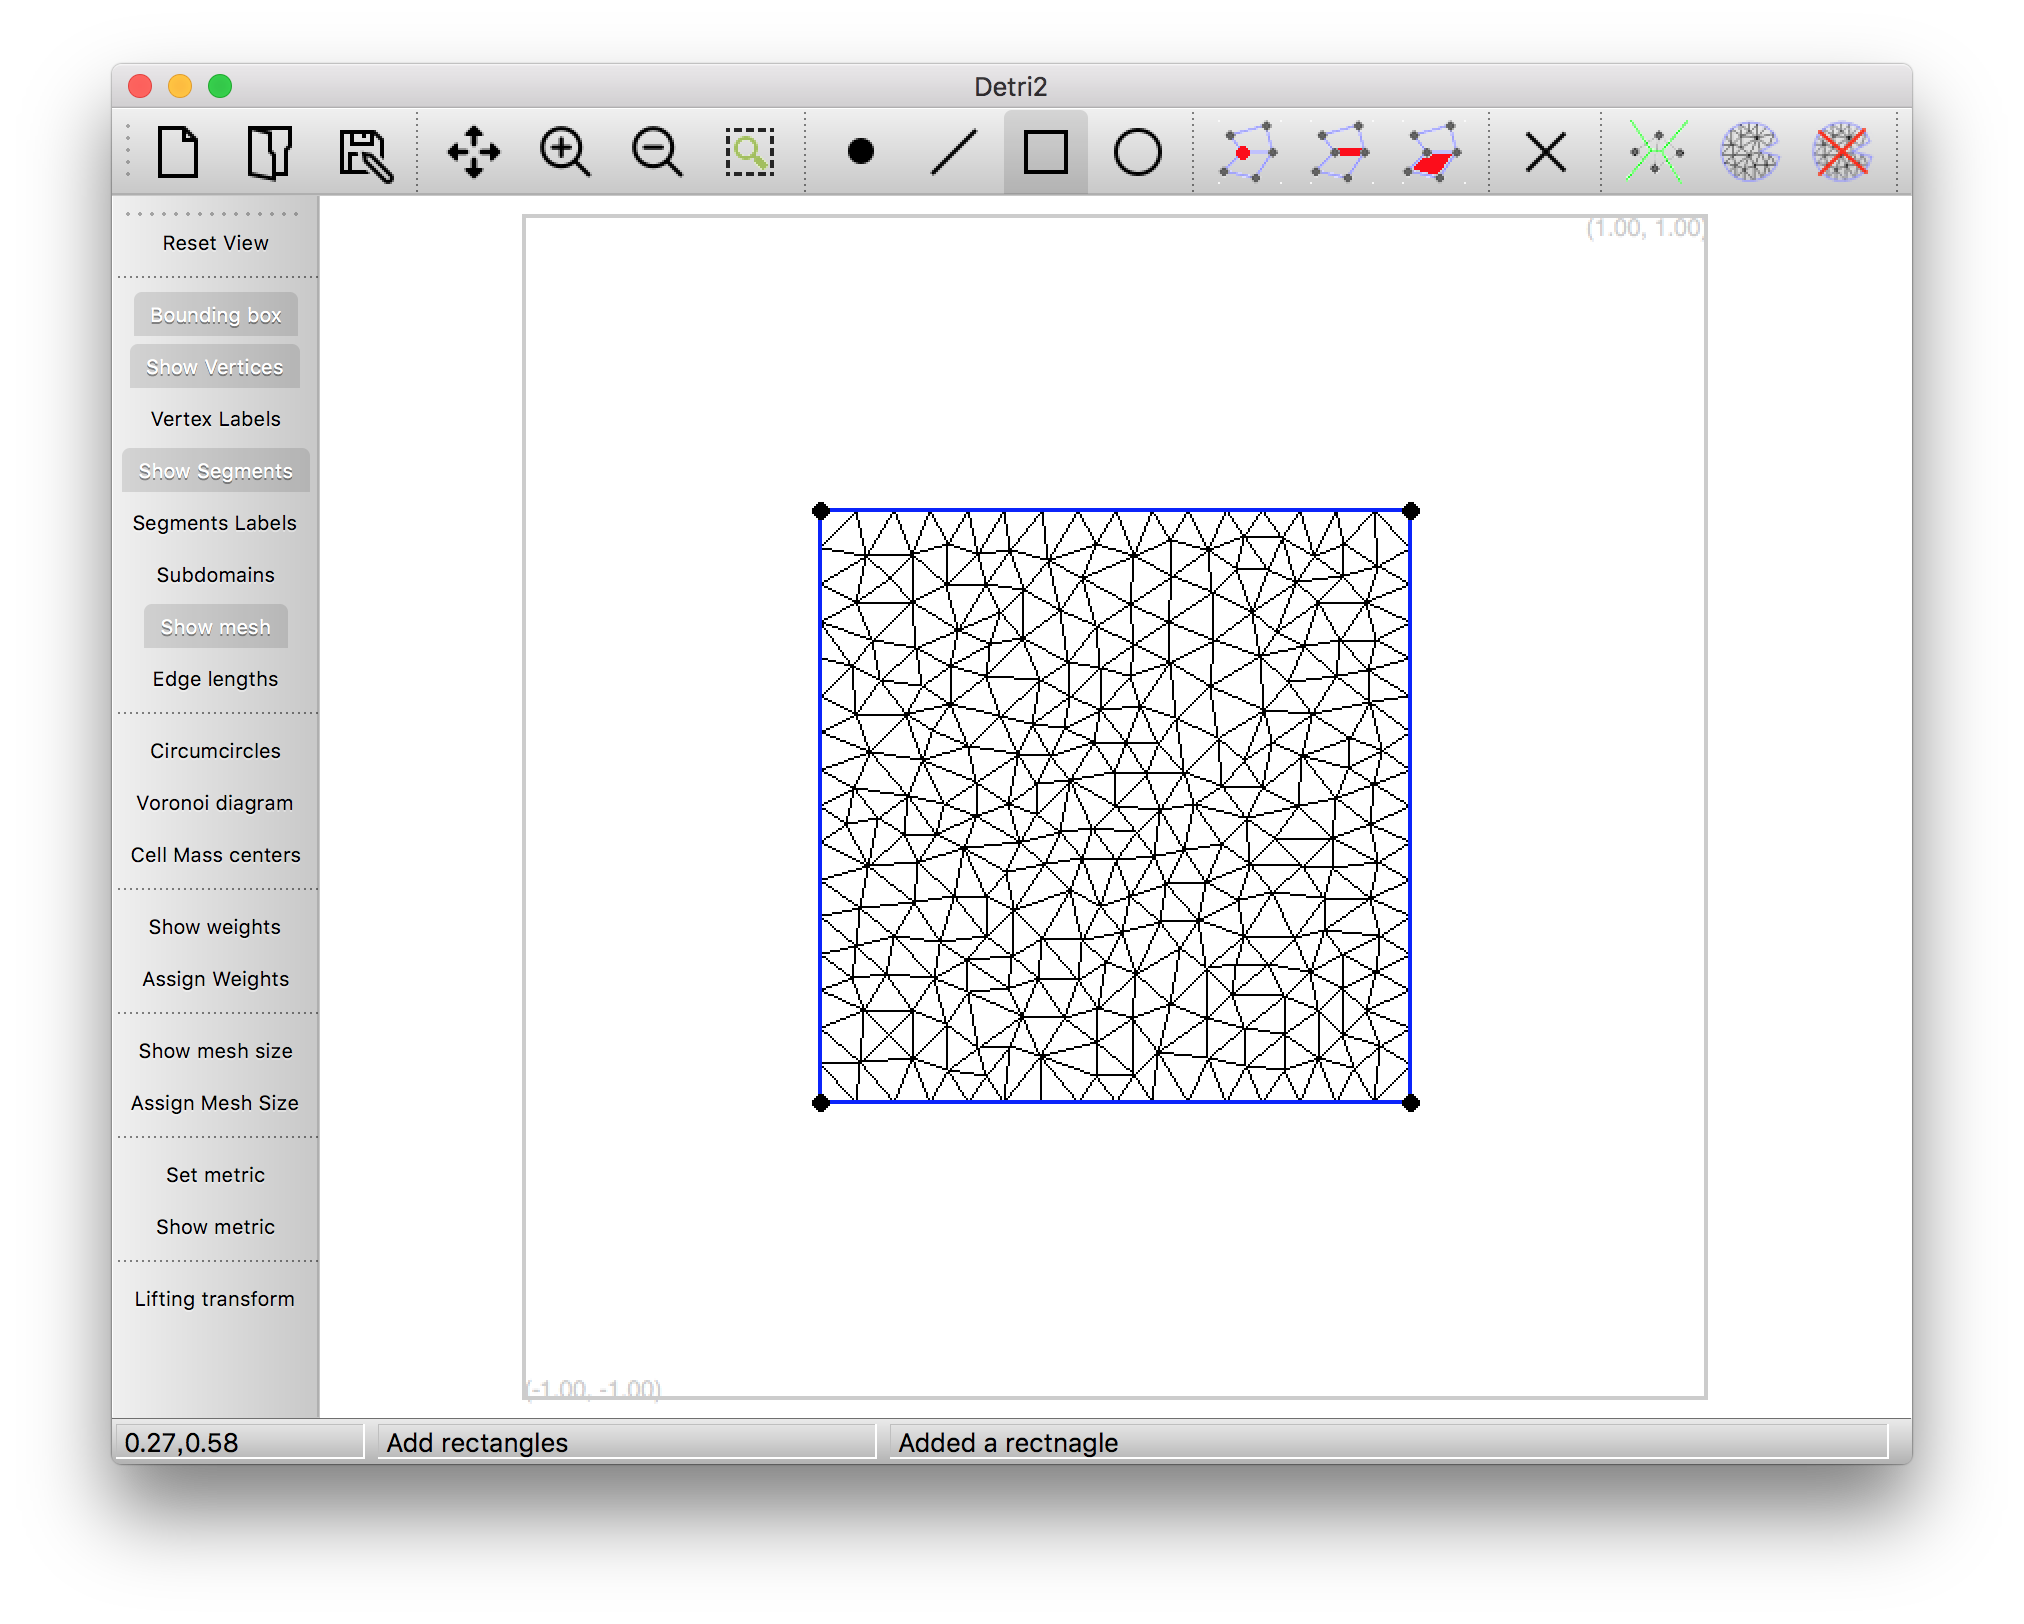 Detri2
Reset View
Bounding box
Show Vertices
Vertex Labels
Show Segments
Segments Labels
Subdomains
Show mesh
Edge lengths
Circumcircles
Voronoi diagram
Cell Mass centers
Show weights
Assign Weights
Show mesh size
Assign Mesh Size
Set metric
Show metric
Lifting transform
(1.00, 1.00)
(-1.00, -1.00)
0.27,0.58
Add rectangles
Added a rectnagle